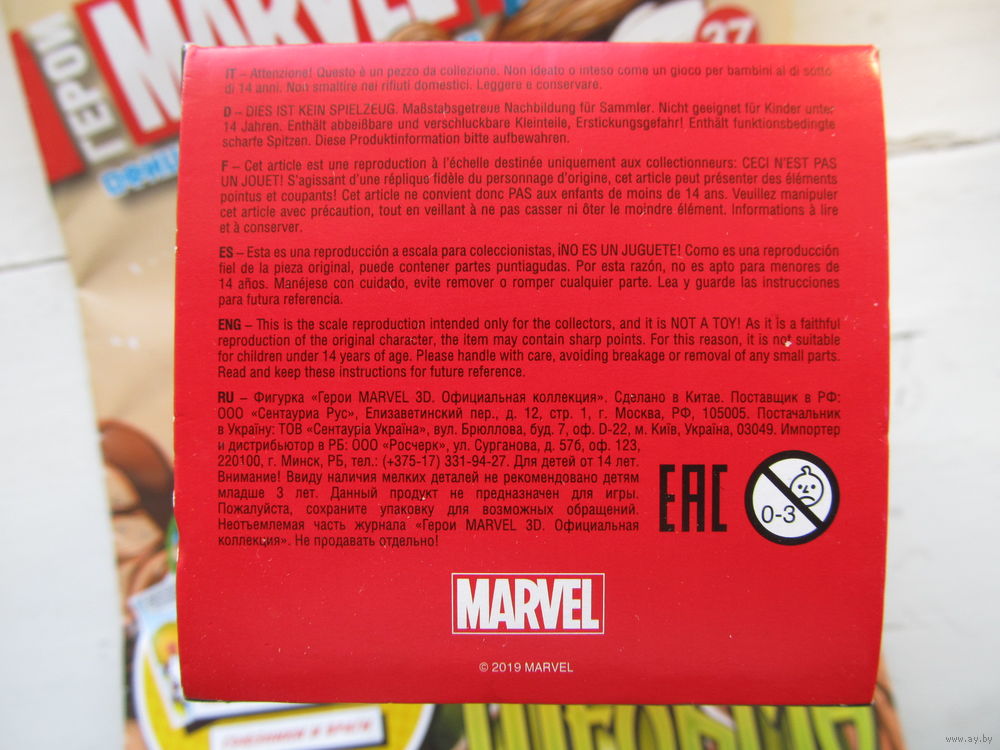 ГЕРОИ
MARVEL
37
IT – Attenzione! Questo è un pezzo da collezione. Non ideato o inteso come un gioco per bambini al di sotto
di 14 anni. Non smaltire nei rifiuti domestici. Leggere e conservare.
D – DIES IST KEIN SPIELZEUG. Maßstabsgetreue Nachbildung für Sammler. Nicht geeignet für Kinder unter
14 Jahren. Enthält abbeißbare und verschluckbare Kleinteile, Erstickungsgefahr! Enthält funktionsbedingte
scharfe Spitzen. Diese Produktinformation bitte aufbewahren.
F – Cet article est une reproduction à l'échelle destinée uniquement aux collectionneurs: CECI N'EST PAS
UN JOUET! S'agissant d'une réplique fidèle du personnage d'origine, cet article peut présenter des éléments
pointus et coupants! Cet article ne convient donc PAS aux enfants de moins de 14 ans. Veuillez manipuler
cet article avec précaution, tout en veillant à ne pas casser ni ôter le moindre élément. Informations à lire
et à conserver.
ES – Esta es una reproducción a escala para coleccionistas, ¡NO ES UN JUGUETE! Como es una reproducción
fiel de la pieza original, puede contener partes puntiagudas. Por esta razón, no es apto para menores de
14 años. Manéjese con cuidado, evite remover o romper cualquier parte. Lea y guarde las instrucciones
para futura referencia.
ENG – This is the scale reproduction intended only for the collectors, and it is NOT A TOY! As it is a faithful
reproduction of the original character, the item may contain sharp points. For this reason, it is not suitable
for children under 14 years of age. Please handle with care, avoiding breakage or removal of any small parts.
Read and keep these instructions for future reference.
RU – Фигурка «Герои MARVEL 3D. Официальная коллекция». Сделано в Китае. Поставщик в РФ:
ООО «Сентауриа Рус», Елизаветинский пер., д. 12, стр. 1, г. Москва, РФ, 105005. Постачальник
в Україну: ТОВ «Сентауріа Україна», вул. Брюллова, буд. 7, оф. D-22, м. Київ, Україна, 03049. Импортер
и дистрибьютор в РБ: ООО «Росчерк», ул. Сурганова, д. 57б, оф. 123,
220100, г. Минск, РБ, тел.: (+375-17) 331-94-27. Для детей от 14 лет.
Внимание! Ввиду наличия мелких деталей не рекомендовано детям
младше 3 лет. Данный продукт не предназначен для игры.
Пожалуйста, сохраните упаковку для возможных обращений.
Неотъемлемая часть журнала «Герои MARVEL 3D. Официальная
коллекция». Не продавать отдельно!
EAC
0-3
MARVEL
© 2019 MARVEL
www.ay.by